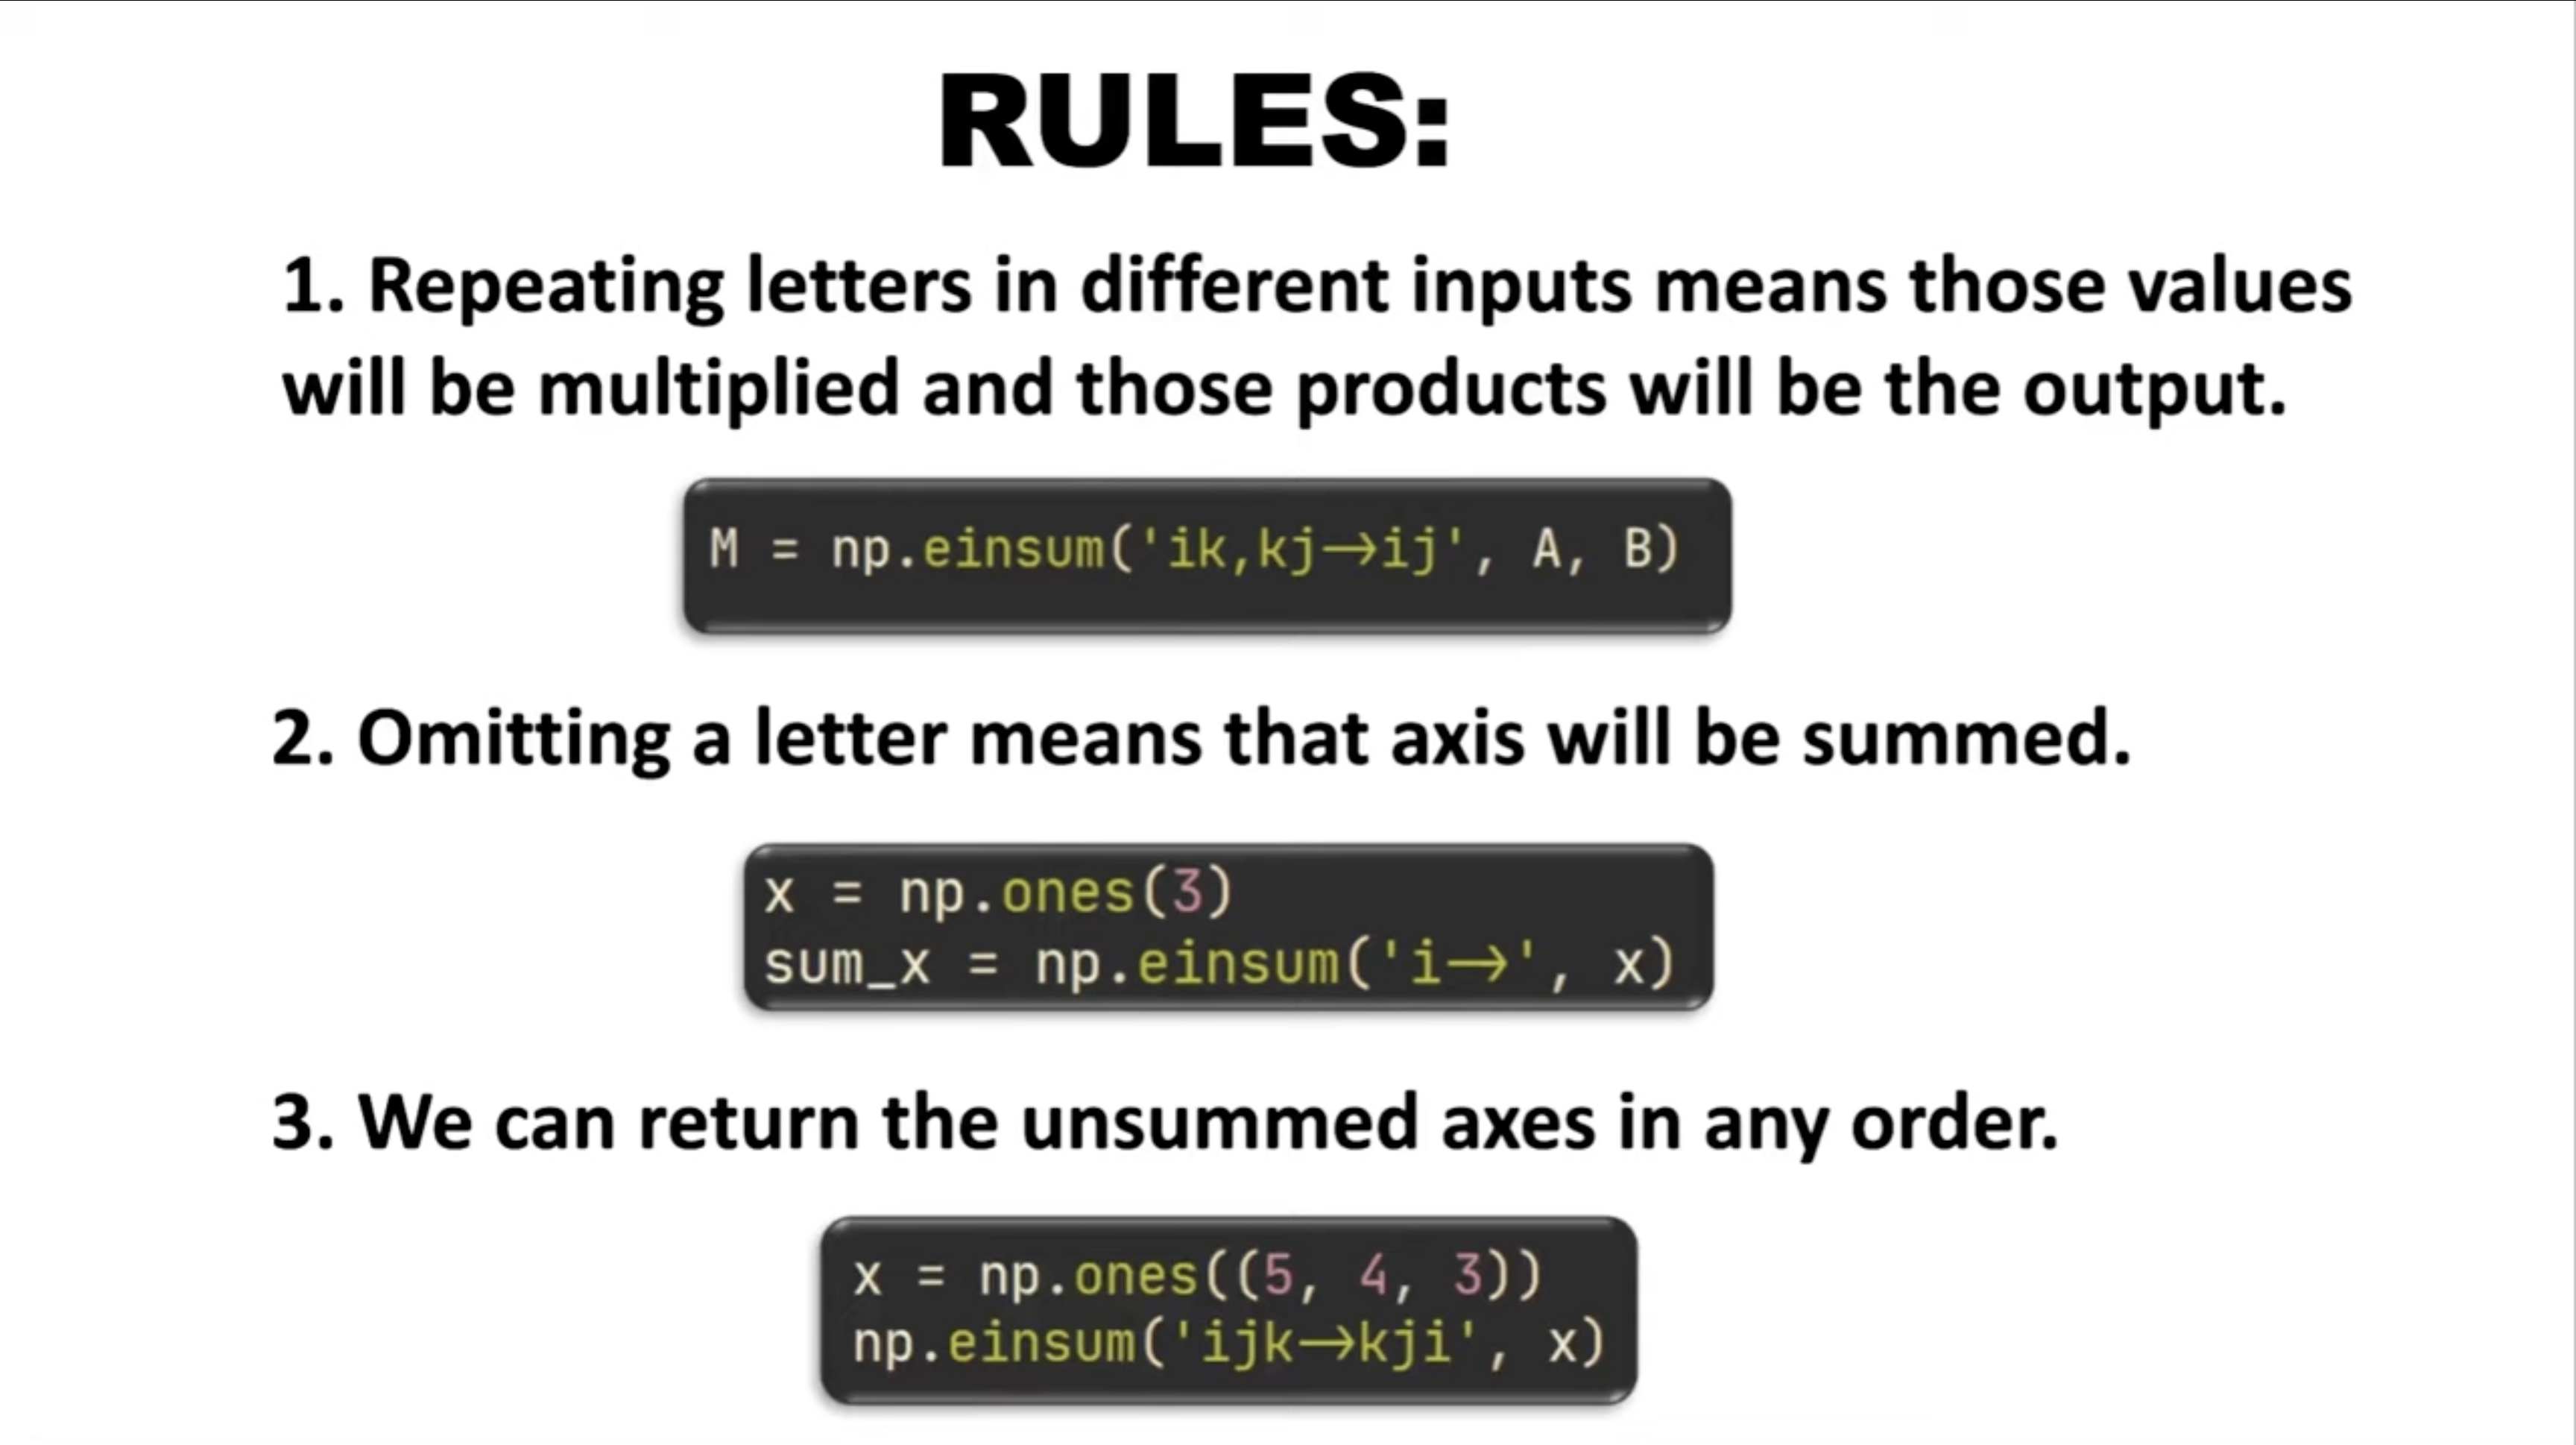 RULES:
1. Repeating letters in different inputs means those values
will be multiplied and those products will be the output.
M = np.einsum('ik,kj→ij', A, B)
2. Omitting a letter means that axis will be summed.
x = np.ones(3)
sum_x = np.einsum('i→', x)
3. We can return the unsummed axes in any order.
x = np.ones((5, 4, 3))
np.einsum('ijk→kji', x)